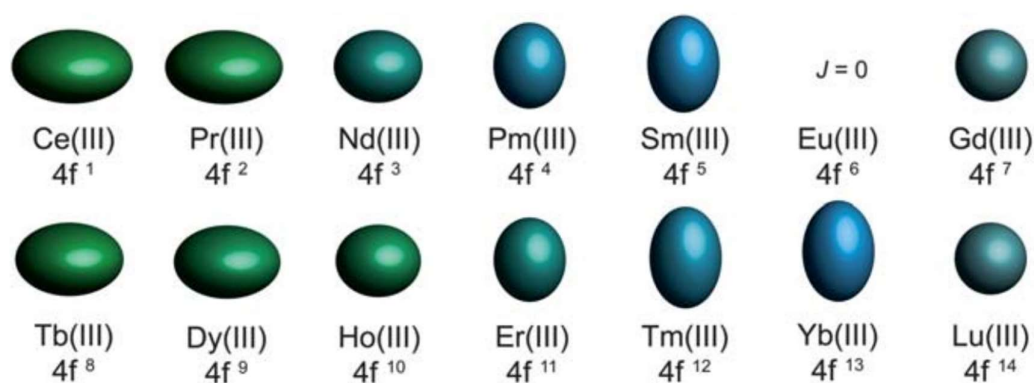 J = 0
Ce(III) Pr(III) Nd(III) Pm(III) Sm(III) Eu(III) Gd(III)
4f 1 4f 2 4f 3 4f 4 4f 5 4f 6 4f 7
Tb(III) Dy(III) Ho(III) Er(III) Tm(III) Yb(III) Lu(III)
4f 8 4f 9 4f 10 4f 11 4f 12 4f 13 4f 14